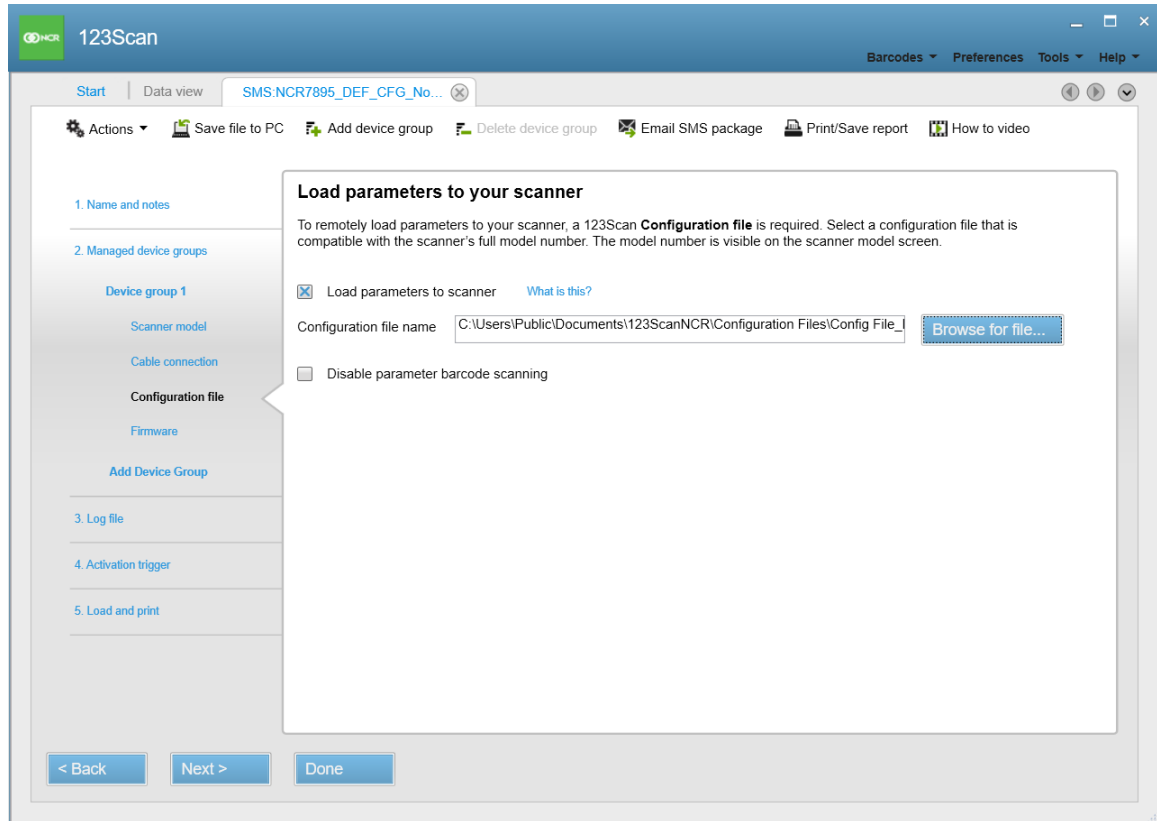 NCR
123Scan
Barcodes Preferences Tools Help
Start Data view SMS:NCR7895_DEF_CFG_No...
Actions Save file to PC Add device group Delete device group Email SMS package Print/Save report How to video
1. Name and notes
2. Managed device groups
Device group 1
Scanner model
Cable connection
Configuration file
Firmware
Add Device Group
3. Log file
4. Activation trigger
5. Load and print
Load parameters to your scanner
To remotely load parameters to your scanner, a 123Scan Configuration file is required. Select a configuration file that is
compatible with the scanner's full model number. The model number is visible on the scanner model screen.
Load parameters to scanner What is this?
Configuration file name C:\Users\Public\Documents\123ScanNCR\Configuration Files\Config File_ Browse for file...
Disable parameter barcode scanning
< Back Next > Done